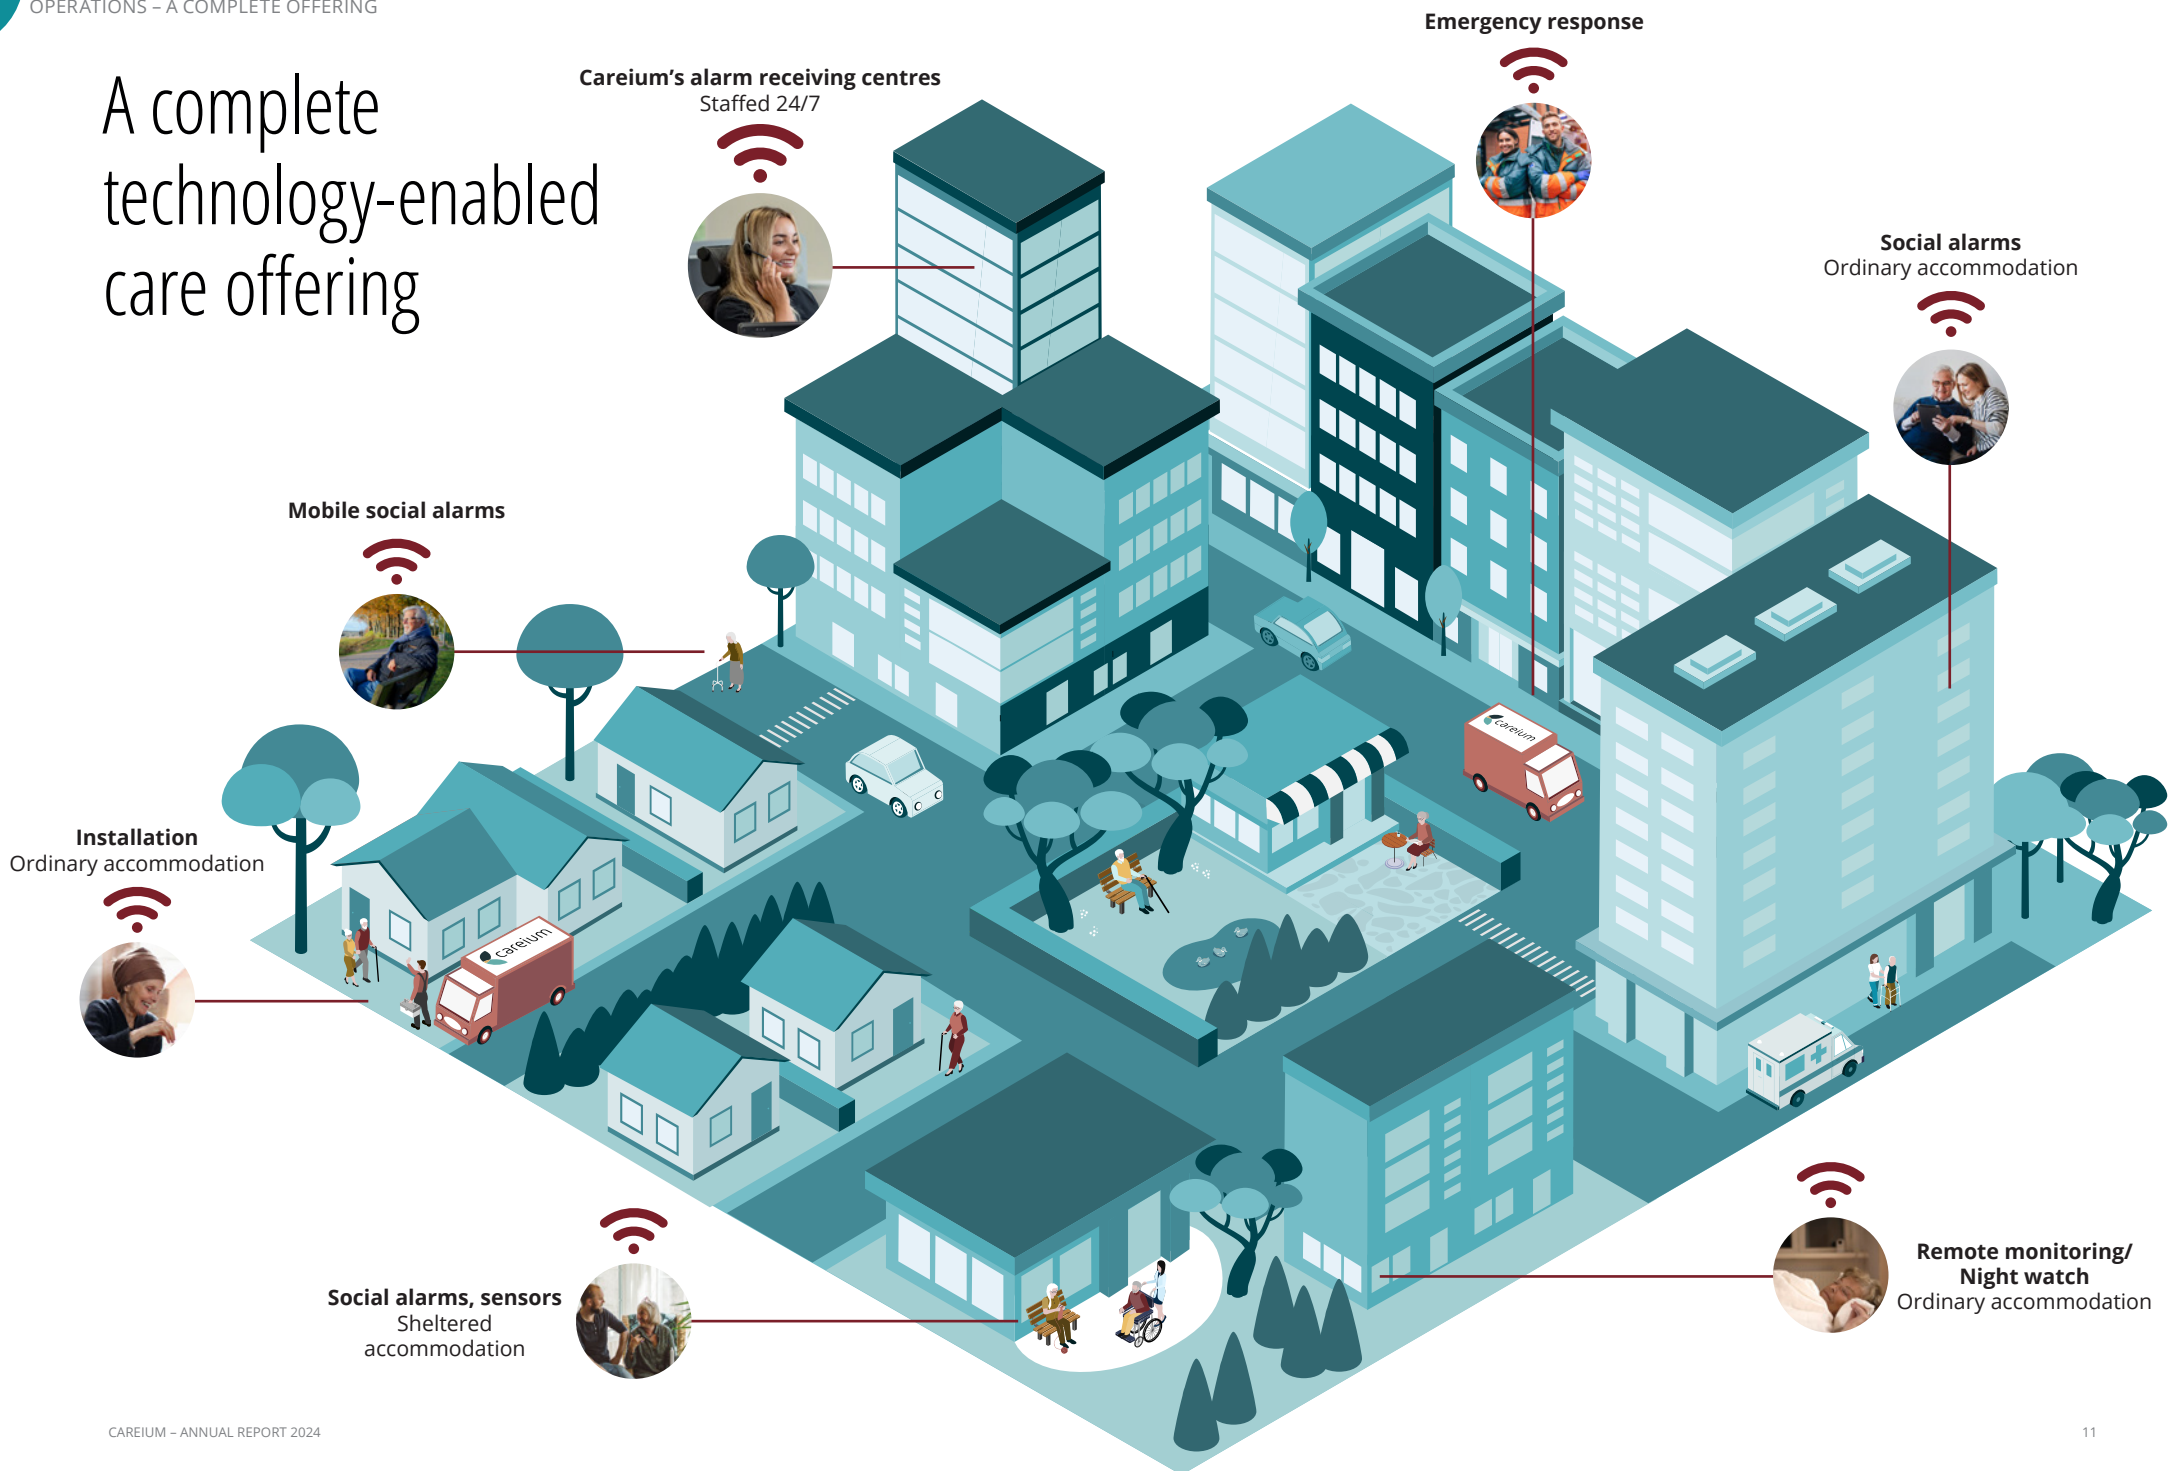 OPERATIONS – A COMPLETE OFFERING
A complete
technology-enabled
care offering
Careium’s alarm receiving centres
Staffed 24/7
Emergency response
Social alarms
Ordinary accommodation
Mobile social alarms
careium
Installation
Ordinary accommodation
careium
Social alarms, sensors
Sheltered
accommodation
Remote monitoring/
Night watch
Ordinary accommodation
CAREIUM – ANNUAL REPORT 2024
11